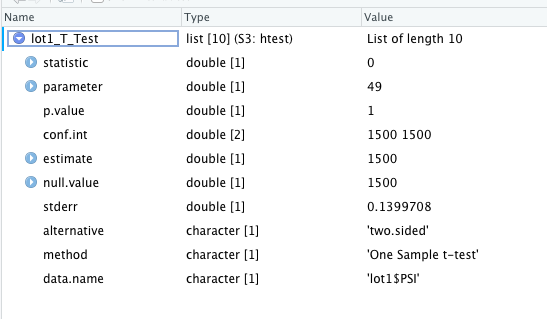 Name Type Value
lot1_T_Test list [10] (S3: htest) List of length 10
statistic double [1] 0
parameter double [1] 49
p.value double [1] 1
conf.int double [2] 1500 1500
estimate double [1] 1500
null.value double [1] 1500
stderr double [1] 0.1399708
alternative character [1] 'two.sided'
method character [1] 'One Sample t-test'
data.name character [1] 'lot1$PSI'